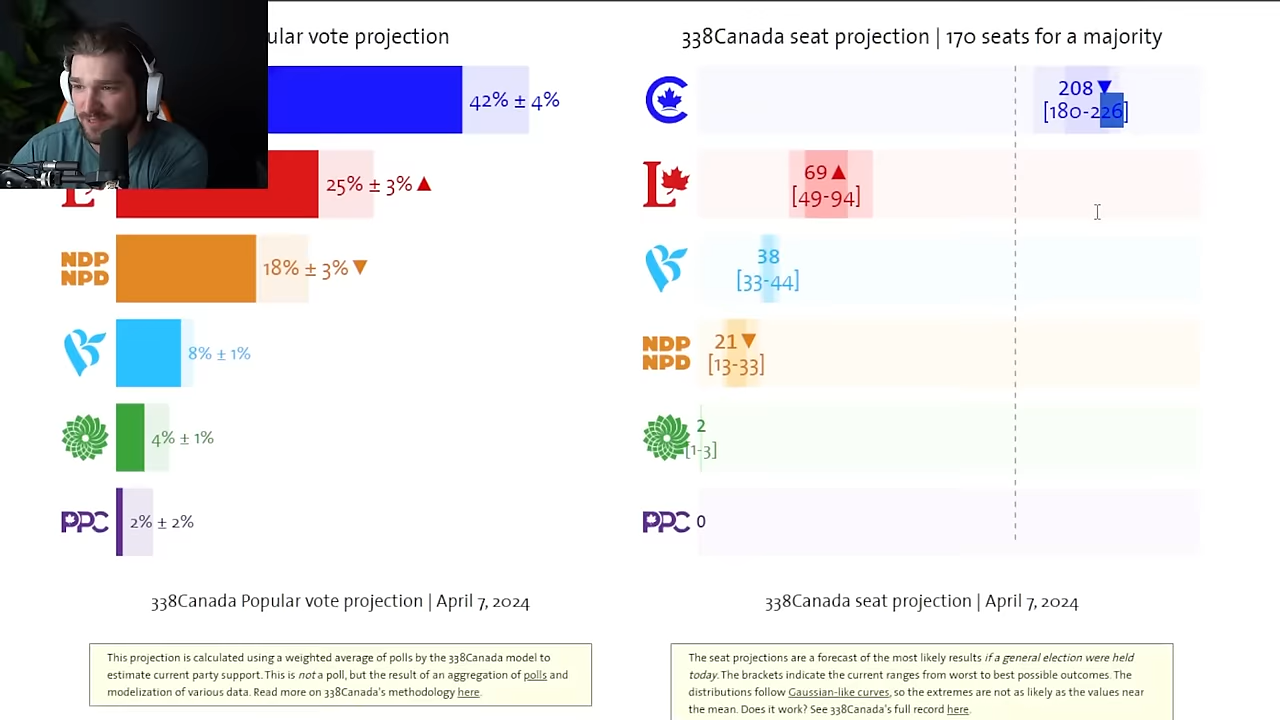 ular vote projection
42% ± 4%
25% ± 3% ▲
NDP
NPD
18% ± 3% ▼
8% ± 1%
4% ± 1%
PPC
2% ± 2%
338Canada Popular vote projection | April 7, 2024
This projection is calculated using a weighted average of polls by the 338Canada model to
estimate current party support. This is not a poll, but the result of an aggregation of polls and
modelization of various data. Read more on 338Canada's methodology here.
338Canada seat projection | 170 seats for a majority
C
208 ▼
[180-226]
L
69 ▲
[49-94]
38
[33-44]
NDP
NPD
21 ▼
[13-33]
2
[1-3]
PPC
0
338Canada seat projection | April 7, 2024
The seat projections are a forecast of the most likely results if a general election were held
today. The brackets indicate the current ranges from worst to best possible outcomes. The
distributions follow Gaussian-like curves, so the extremes are not as likely as the values near
the mean. Does it work? See 338Canada's full record here.